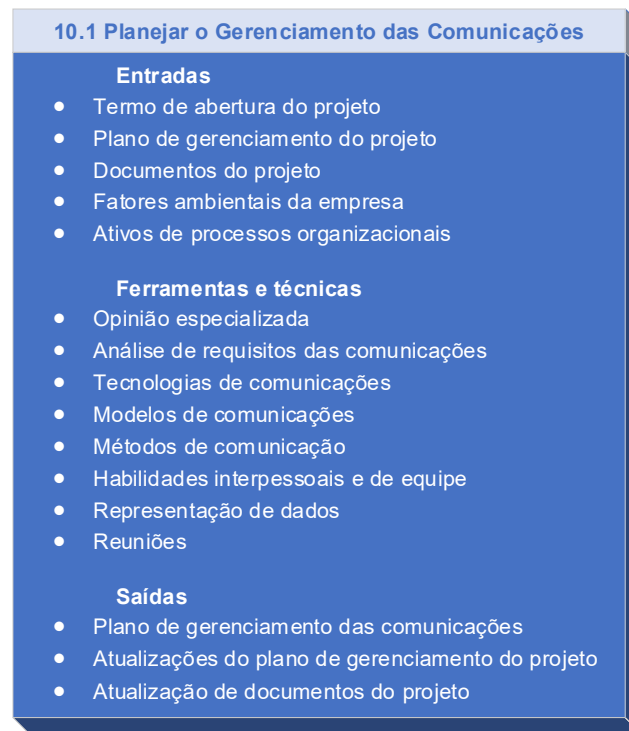 10.1 Planejar o Gerenciamento das Comunicações
Entradas
● Termo de abertura do projeto
● Plano de gerenciamento do projeto
● Documentos do projeto
● Fatores ambientais da empresa
● Ativos de processos organizacionais
Ferramentas e técnicas
● Opinião especializada
● Análise de requisitos das comunicações
● Tecnologias de comunicações
● Modelos de comunicações
● Métodos de comunicação
● Habilidades interpessoais e de equipe
● Representação de dados
● Reuniões
Saídas
● Plano de gerenciamento das comunicações
● Atualizações do plano de gerenciamento do projeto
● Atualização de documentos do projeto